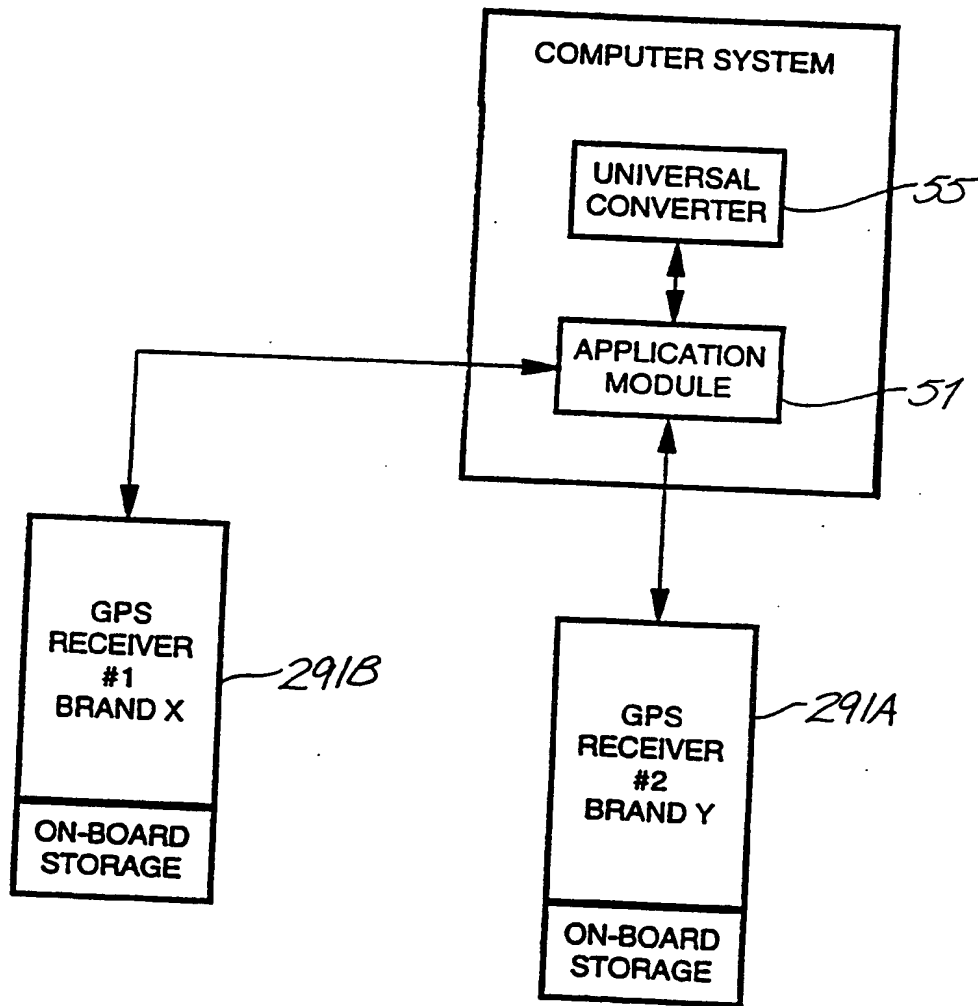 COMPUTER SYSTEM
UNIVERSAL
CONVERTER
55
APPLICATION
MODULE
51
GPS
RECEIVER
#1
BRAND X
291B
ON-BOARD
STORAGE
GPS
RECEIVER
#2
BRAND Y
291A
ON-BOARD
STORAGE